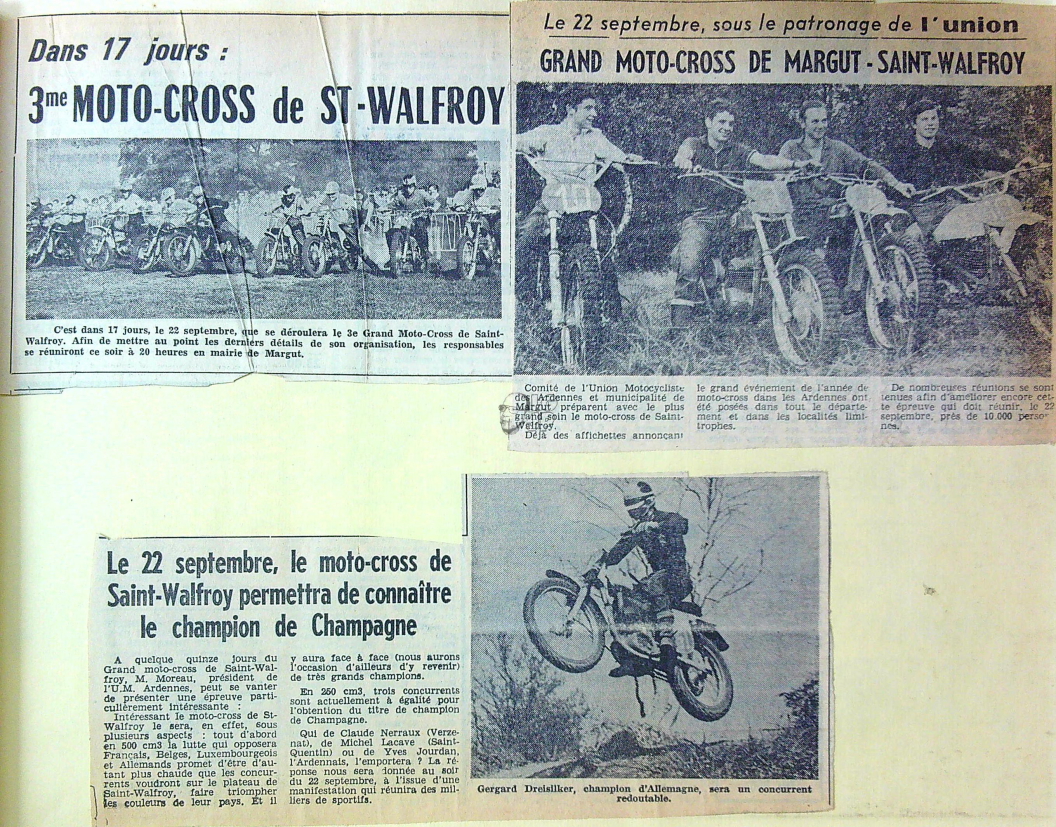 Dans 17 jours :
3me MOTO-CROSS de ST-WALFROY
C'est dans 17 jours, le 22 septembre, que se déroulera le 3e Grand Moto-Cross de Saint-
Walfroy. Afin de mettre au point les derniers détails de son organisation, les responsables
se réuniront ce soir à 20 heures en mairie de Margut.
Le 22 septembre, sous le patronage de l'union
GRAND MOTO-CROSS DE MARGUT - SAINT-WALFROY
10
Comité de l'Union Motocycliste
des Ardennes et municipalité de
Margut préparent avec le plus
grand soin le moto-cross de Saint-
Walfroy.
Déjà des affichettes annonçant
le grand événement de l'année de
moto-cross dans les Ardennes ont
été posées dans tout le départe-
ment et dans les localités limi-
trophes.
De nombreuses réunions se sont
tenues afin d'améliorer encore cet-
te épreuve qui doit réunir, le 22
septembre, près de 10.000 person-
nes.
Le 22 septembre, le moto-cross de
Saint-Walfroy permettra de connaître
le champion de Champagne
A quelque quinze jours du
Grand moto-cross de Saint-Wal-
froy, M. Moreau, président de
l'U.M. Ardennes, peut se vanter
de présenter une épreuve parti-
culièrement intéressante :
Intéressant le moto-cross de St-
Walfroy le sera, en effet, sous
plusieurs aspects : tout d'abord
en 500 cm3 la lutte qui opposera
Français, Belges, Luxembourgeois
et Allemands promet d'être d'au-
tant plus chaude que les concur-
rents voudront sur le plateau de
Saint-Walfroy, faire triompher
les couleurs de leur pays. Et il
y aura face à face (nous aurons
l'occasion d'ailleurs d'y revenir)
de très grands champions.
En 250 cm3, trois concurrents
sont actuellement à égalité pour
l'obtention du titre de champion
de Champagne.
Qui de Claude Nerraux (Verze-
nat), de Michel Lacave (Saint-
Quentin) ou de Yves Jourdan,
l'Ardennais, l'emportera ? La ré-
ponse nous sera donnée au soir
du 22 septembre, à l'issue d'une
manifestation qui réunira des mil-
liers de sportifs.
Gergard Dreisilker, champion d'Allemagne, sera un concurrent
redoutable.